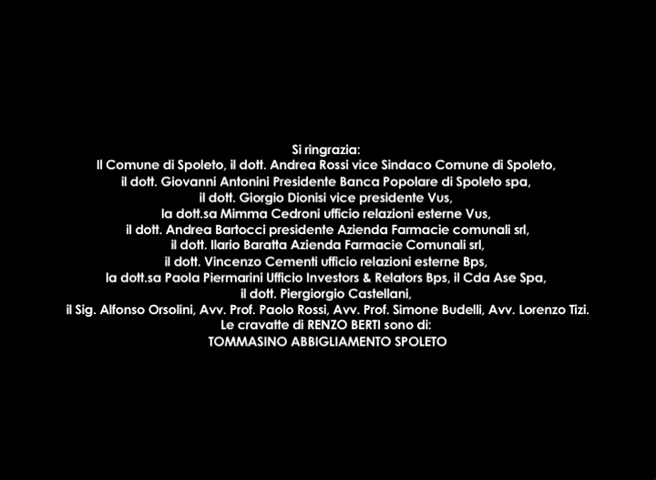 Si ringrazia:
Il Comune di Spoleto, il dott. Andrea Rossi vice Sindaco Comune di Spoleto,
il dott. Giovanni Antonini Presidente Banca Popolare di Spoleto spa,
il dott. Giorgio Dionisi vice presidente Vus,
la dott.sa Mimma Cedroni ufficio relazioni esterne Vus,
il dott. Andrea Bartocci presidente Azienda Farmacie comunali srl,
il dott. Ilario Baratta Azienda Farmacie Comunali srl,
il dott. Vincenzo Cementi ufficio relazioni esterne Bps,
la dott.sa Paola Piermarini Ufficio Investors & Relators Bps, il Cda Ase Spa,
il dott. Piergiorgio Castellani,
il Sig. Alfonso Orsolini, Avv. Prof. Paolo Rossi, Avv. Prof. Simone Budelli, Avv. Lorenzo Tizi.
Le cravatte di RENZO BERTI sono di:
TOMMASINO ABBIGLIAMENTO SPOLETO